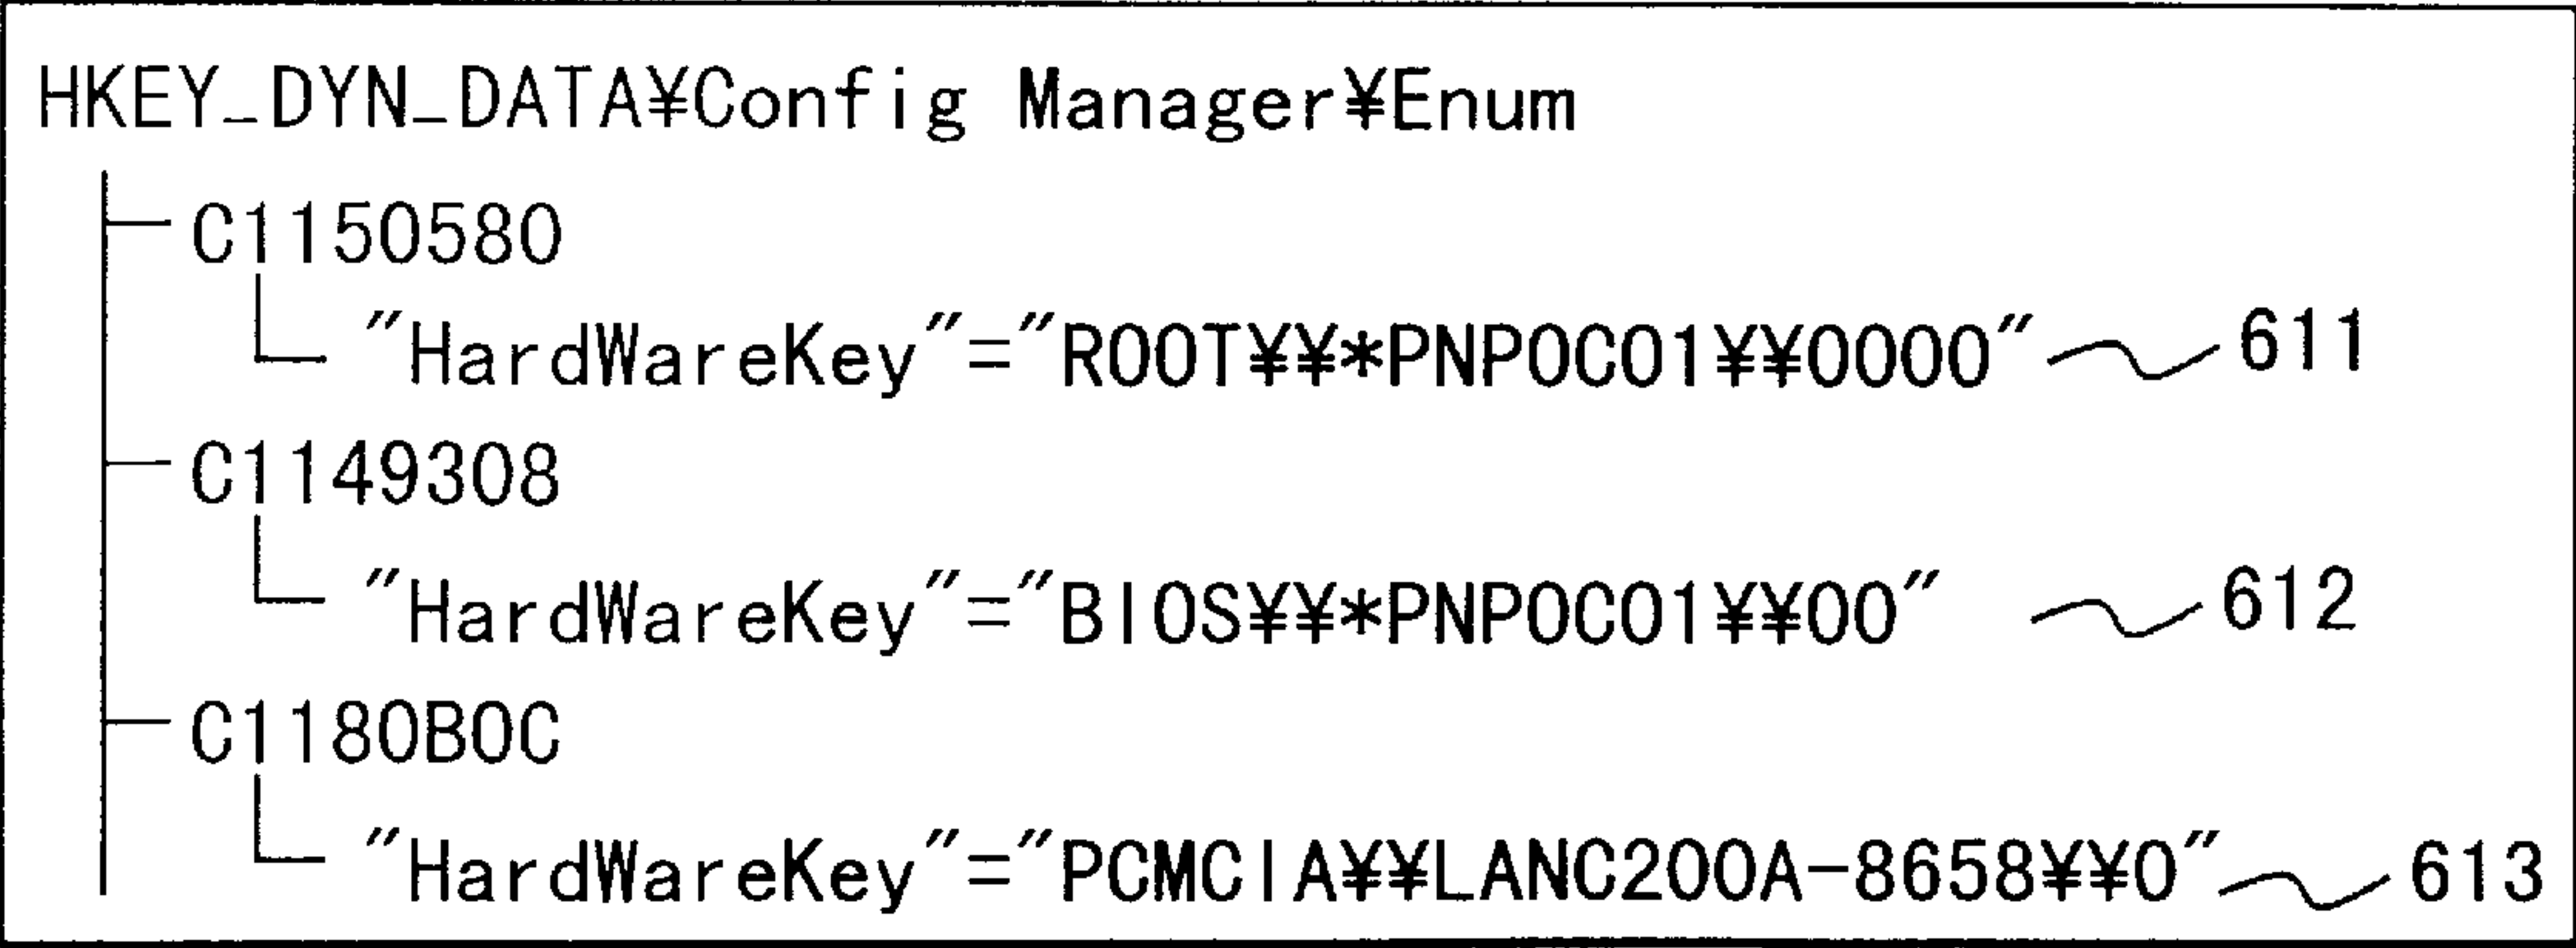 HKEY_DYN_DATA¥Config Manager¥Enum
C1150580
"HardWareKey"="ROOT¥¥*PNP0C01¥¥0000" 611
C1149308
"HardWareKey"="BIOS¥¥*PNP0C01¥¥00" 612
C1180B0C
"HardWareKey"="PCMCIA¥¥LANC200A-8658¥¥0" 613